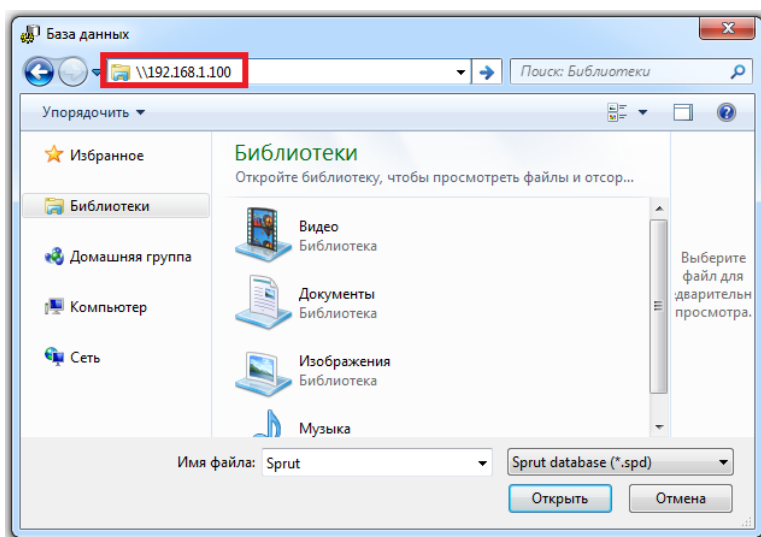 База данных
\\192.168.1.100
Поиск: Библиотеки
Упорядочить
Избранное
Библиотеки
Домашняя группа
Компьютер
Сеть
Библиотеки
Откройте библиотеку, чтобы просмотреть файлы и отсор...
Видео
Библиотека
Документы
Библиотека
Изображения
Библиотека
Музыка
Выберите
файл для
дварительн
просмотра.
Имя файла: Sprut
Sprut database (*.spd)
Открыть
Отмена